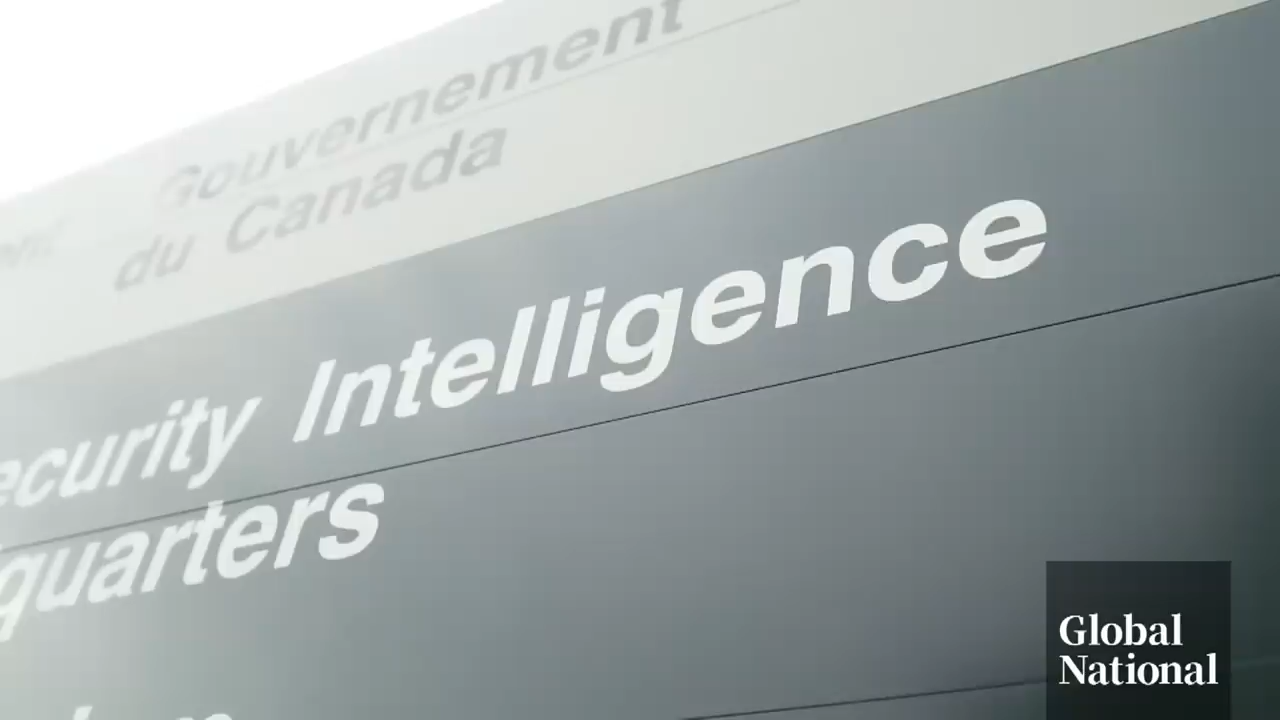 Gouvernement
du Canada
ecurity Intelligence
quarters
Global
National